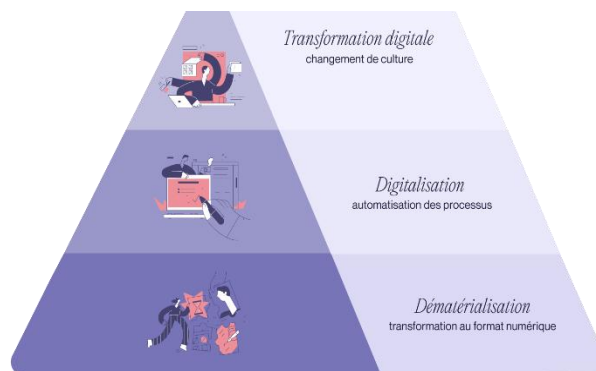 Transformation digitale
changement de culture
Digitalisation
automatisation des processus
Dématérialisation
transformation au format numérique